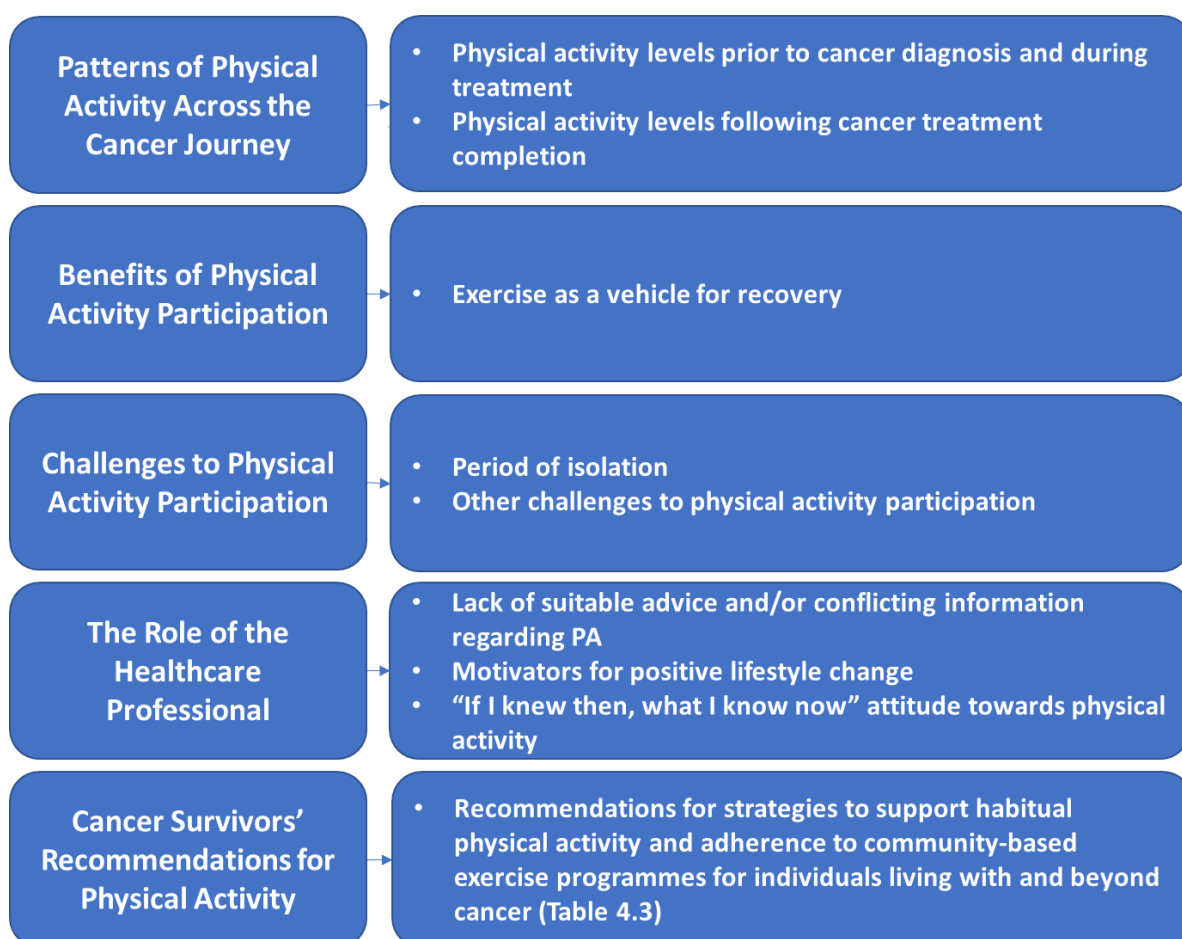 Patterns of Physical
Activity Across the
Cancer Journey
• Physical activity levels prior to cancer diagnosis and during
treatment
• Physical activity levels following cancer treatment
completion
Benefits of Physical
Activity Participation
• Exercise as a vehicle for recovery
Challenges to Physical
Activity Participation
• Period of isolation
• Other challenges to physical activity participation
The Role of the
Healthcare
Professional
• Lack of suitable advice and/or conflicting information
regarding PA
• Motivators for positive lifestyle change
• “If I knew then, what I know now” attitude towards physical
activity
Cancer Survivors’
Recommendations for
Physical Activity
• Recommendations for strategies to support habitual
physical activity and adherence to community-based
exercise programmes for individuals living with and beyond
cancer (Table 4.3)